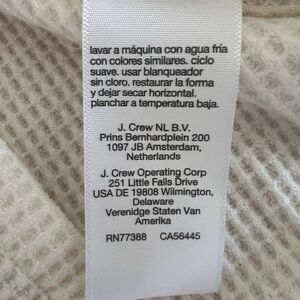 lavar a máquina con agua fría
con colores similares. ciclo
suave. usar blanqueador
sin cloro. restaurar la forma
y dejar secar horizontal.
planchar a temperatura baja.
J. Crew NL B.V.
Prins Bernhardplein 200
1097 JB Amsterdam,
Netherlands
J. Crew Operating Corp
251 Little Falls Drive
USA DE 19808 Wilmington,
Delaware
Verenidge Staten Van
Amerika
RN77388 CA56445